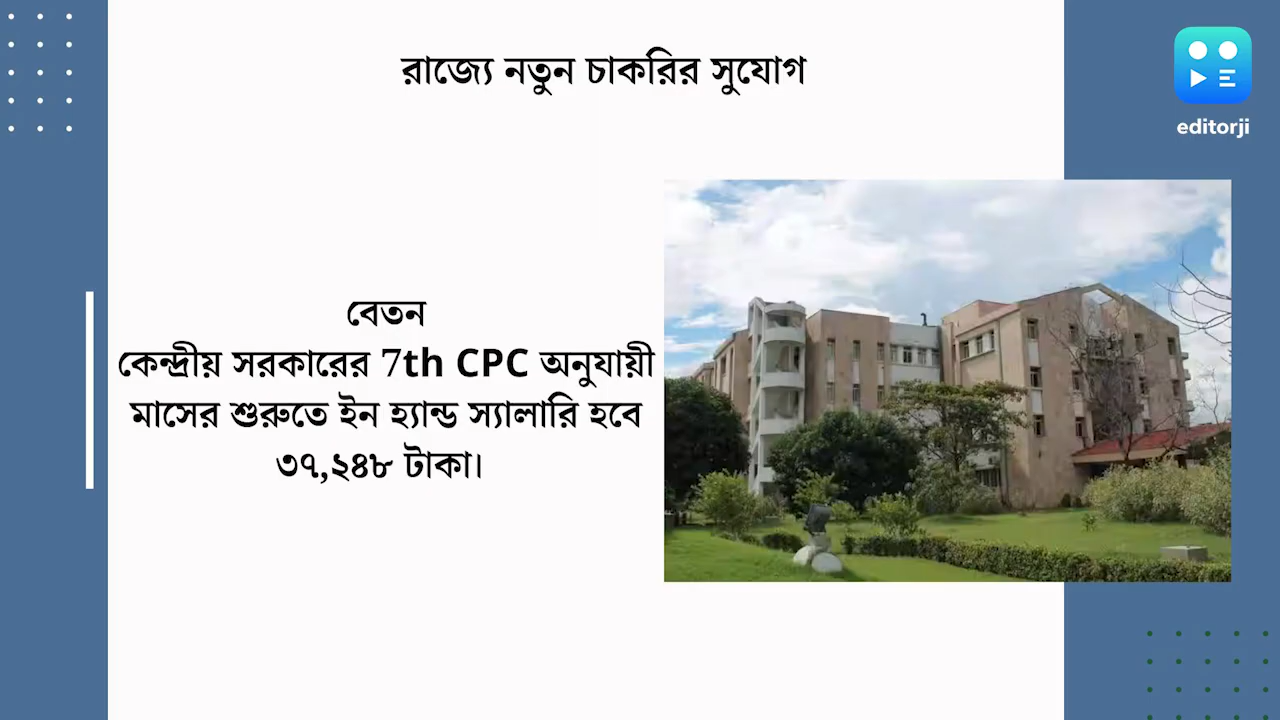 রাজ্যে নতুন চাকরির সুযোগ
editorji
বেতন
কেন্দ্রীয় সরকারের 7th CPC অনুযায়ী
মাসের শুরুতে ইন হ্যান্ড স্যালারি হবে
৩৭,২৪৮ টাকা।